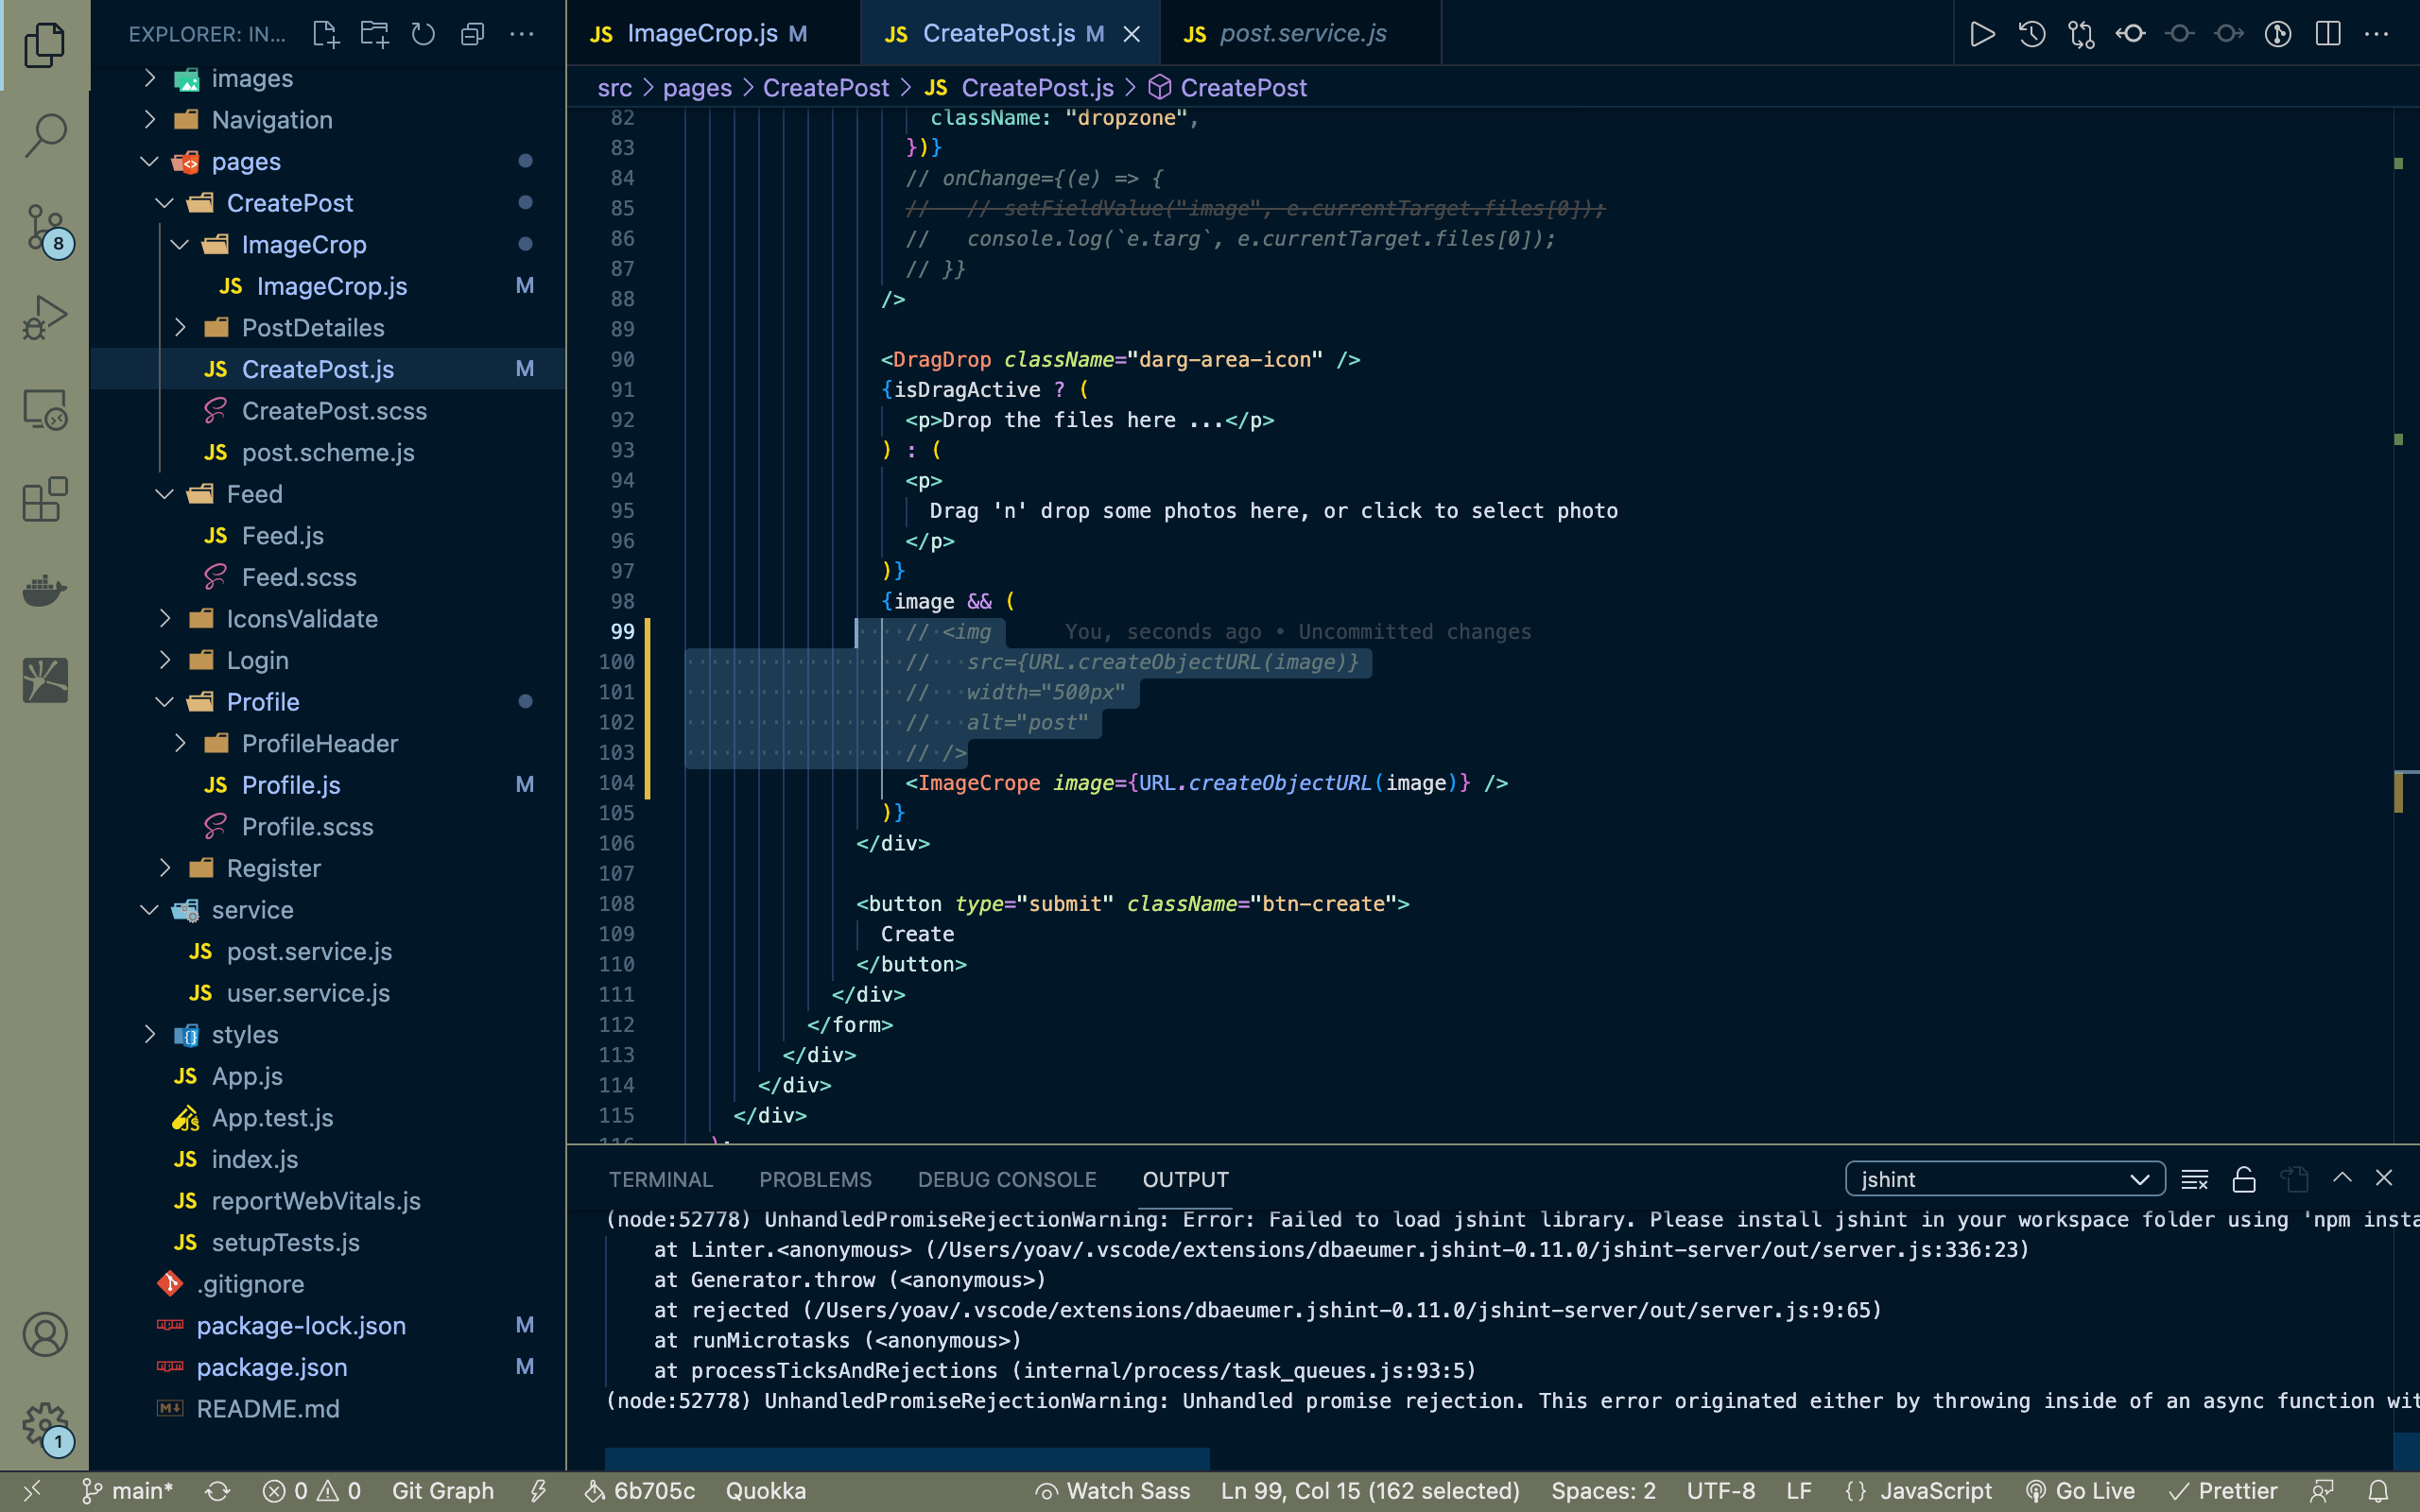 EXPLORER: IN...
images
Navigation
pages
CreatePost
ImageCrop
JS ImageCrop.js M
PostDetailes
JS CreatePost.js M
CreatePost.scss
JS post.scheme.js
Feed
JS Feed.js
Feed.scss
IconsValidate
Login
Profile
ProfileHeader
JS Profile.js M
Profile.scss
Register
service
JS post.service.js
JS user.service.js
styles
JS App.js
App.test.js
JS index.js
JS reportWebVitals.js
JS setupTests.js
.gitignore
package-lock.json M
package.json M
README.md
8
1
JS ImageCrop.js M
JS CreatePost.js M
JS post.service.js
src > pages > CreatePost > JS CreatePost.js > CreatePost
82 className: "dropzone",
83 })}
84 // onChange={(e) => {
85 //   // setFieldValue("image", e.currentTarget.files[0]);
86 //   console.log(`e.targ`, e.currentTarget.files[0]);
87 // }}
88 />
89
90 <DragDrop className="darg-area-icon" />
91 {isDragActive ? (
92 <p>Drop the files here ...</p>
93 ) : (
94 <p>
95 Drag 'n' drop some photos here, or click to select photo
96 </p>
97 )}
98 {image && (
99 // <img You, seconds ago • Uncommitted changes
100 //   src={URL.createObjectURL(image)}
101 //   width="500px"
102 //   alt="post"
103 // />
104 <ImageCrope image={URL.createObjectURL(image)} />
105 )}
106 </div>
107
108 <button type="submit" className="btn-create">
109 Create
110 </button>
111 </div>
112 </form>
113 </div>
114 </div>
115 </div>
TERMINAL PROBLEMS DEBUG CONSOLE OUTPUT jshint
(node:52778) UnhandledPromiseRejectionWarning: Error: Failed to load jshint library. Please install jshint in your workspace folder using 'npm insta
at Linter.<anonymous> (/Users/yoav/.vscode/extensions/dbaeumer.jshint-0.11.0/jshint-server/out/server.js:336:23)
at Generator.throw (<anonymous>)
at rejected (/Users/yoav/.vscode/extensions/dbaeumer.jshint-0.11.0/jshint-server/out/server.js:9:65)
at runMicrotasks (<anonymous>)
at processTicksAndRejections (internal/process/task_queues.js:93:5)
(node:52778) UnhandledPromiseRejectionWarning: Unhandled promise rejection. This error originated either by throwing inside of an async function wit
main* 0 0 Git Graph 6b705c Quokka Watch Sass Ln 99, Col 15 (162 selected) Spaces: 2 UTF-8 LF {} JavaScript Go Live Prettier